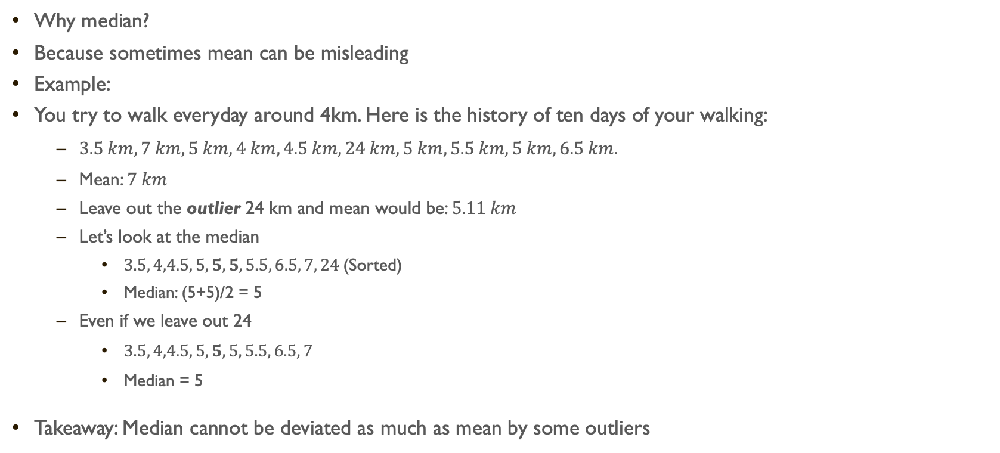 • Why median?
• Because sometimes mean can be misleading
• Example:
• You try to walk everyday around 4km. Here is the history of ten days of your walking:
– 3.5 km, 7 km, 5 km, 4 km, 4.5 km, 24 km, 5 km, 5.5 km, 5 km, 6.5 km.
– Mean: 7 km
– Leave out the outlier 24 km and mean would be: 5.11 km
– Let’s look at the median
• 3.5, 4,4.5, 5, 5, 5, 5.5, 6.5, 7, 24 (Sorted)
• Median: (5+5)/2 = 5
– Even if we leave out 24
• 3.5, 4,4.5, 5, 5, 5, 5.5, 6.5, 7
• Median = 5
• Takeaway: Median cannot be deviated as much as mean by some outliers